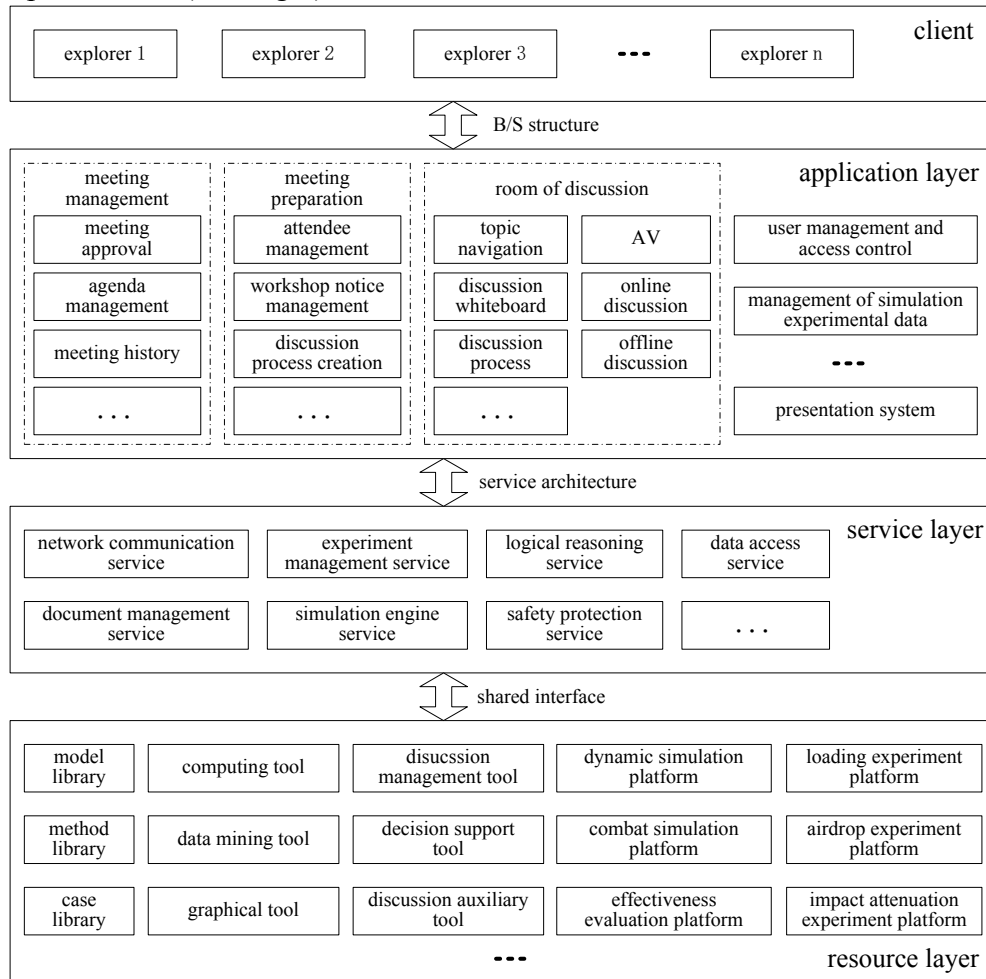 client
explorer 1
explorer 2
explorer 3
---
explorer n
B/S structure
application layer
meeting
management
meeting
approval
agenda
management
meeting history
...
meeting
preparation
attendee
management
workshop notice
management
discussion
process creation
...
room of discussion
topic
navigation
AV
discussion
whiteboard
online
discussion
discussion
process
offline
discussion
...
user management and
access control
management of simulation
experimental data
---
presentation system
service architecture
service layer
network communication
service
experiment
management service
logical reasoning
service
data access
service
document management
service
simulation engine
service
safety protection
service
...
shared interface
model
library
computing tool
disucssion
management tool
dynamic simulation
platform
loading experiment
platform
method
library
data mining tool
decision support
tool
combat simulation
platform
airdrop experiment
platform
case
library
graphical tool
discussion auxiliary
tool
effectiveness
evaluation platform
impact attenuation
experiment platform
---
resource layer